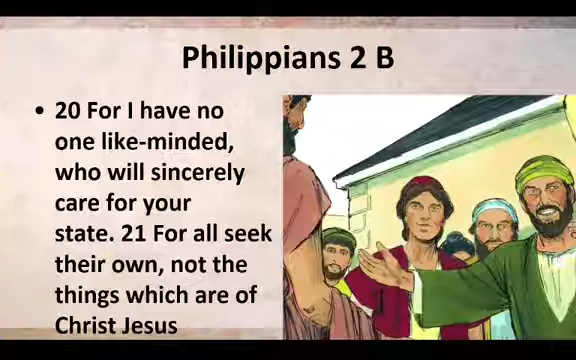 Philippians 2 B
• 20 For I have no
one like-minded,
who will sincerely
care for your
state. 21 For all seek
their own, not the
things which are of
Christ Jesus